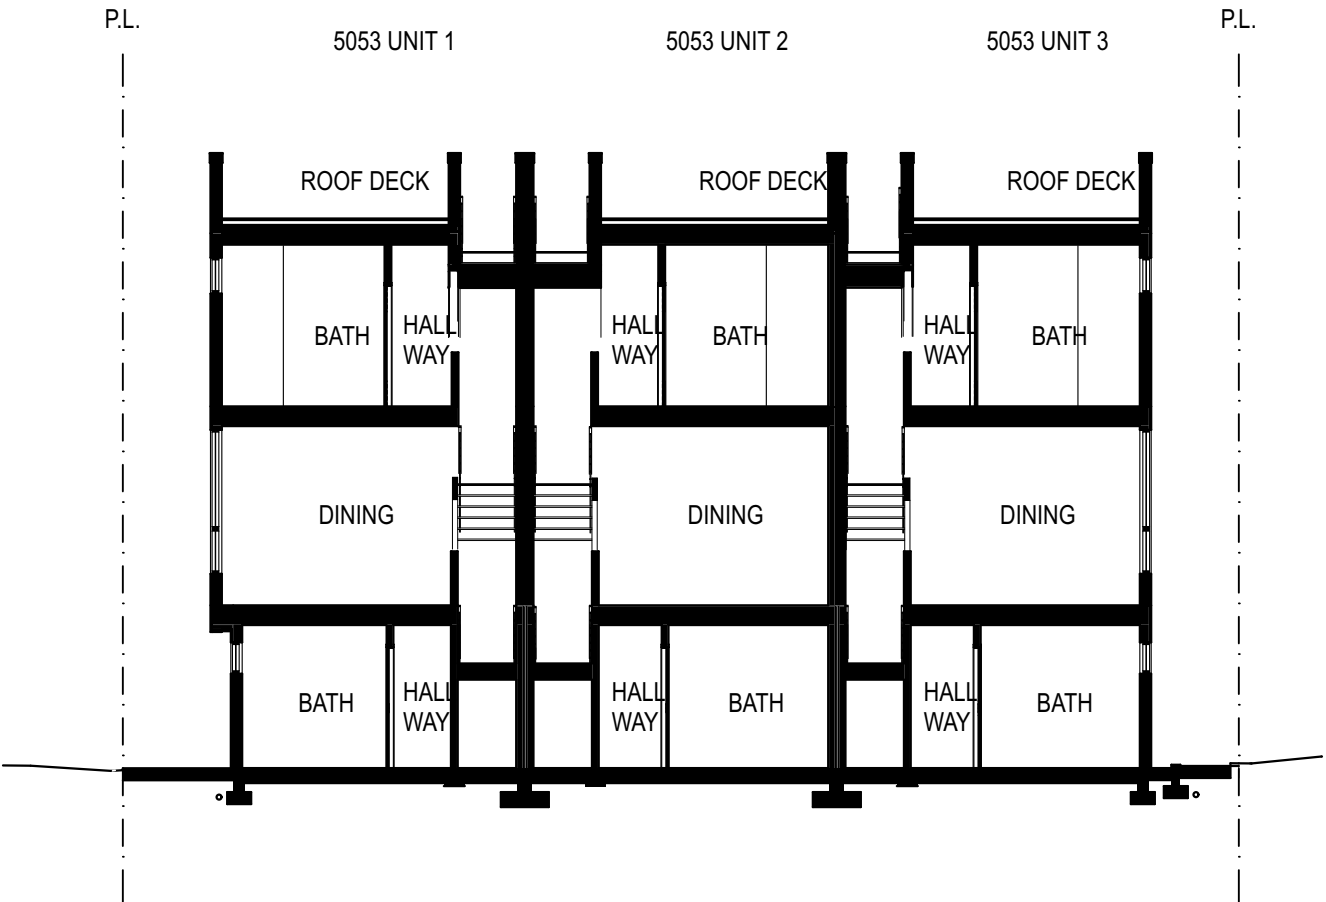 P.L.
P.L.
5053 UNIT 1
5053 UNIT 2
5053 UNIT 3
ROOF DECK
ROOF DECK
ROOF DECK
BATH
HALL
WAY
HALL
WAY
BATH
HALL
WAY
BATH
DINING
DINING
DINING
BATH
HALL
WAY
HALL
WAY
BATH
HALL
WAY
BATH